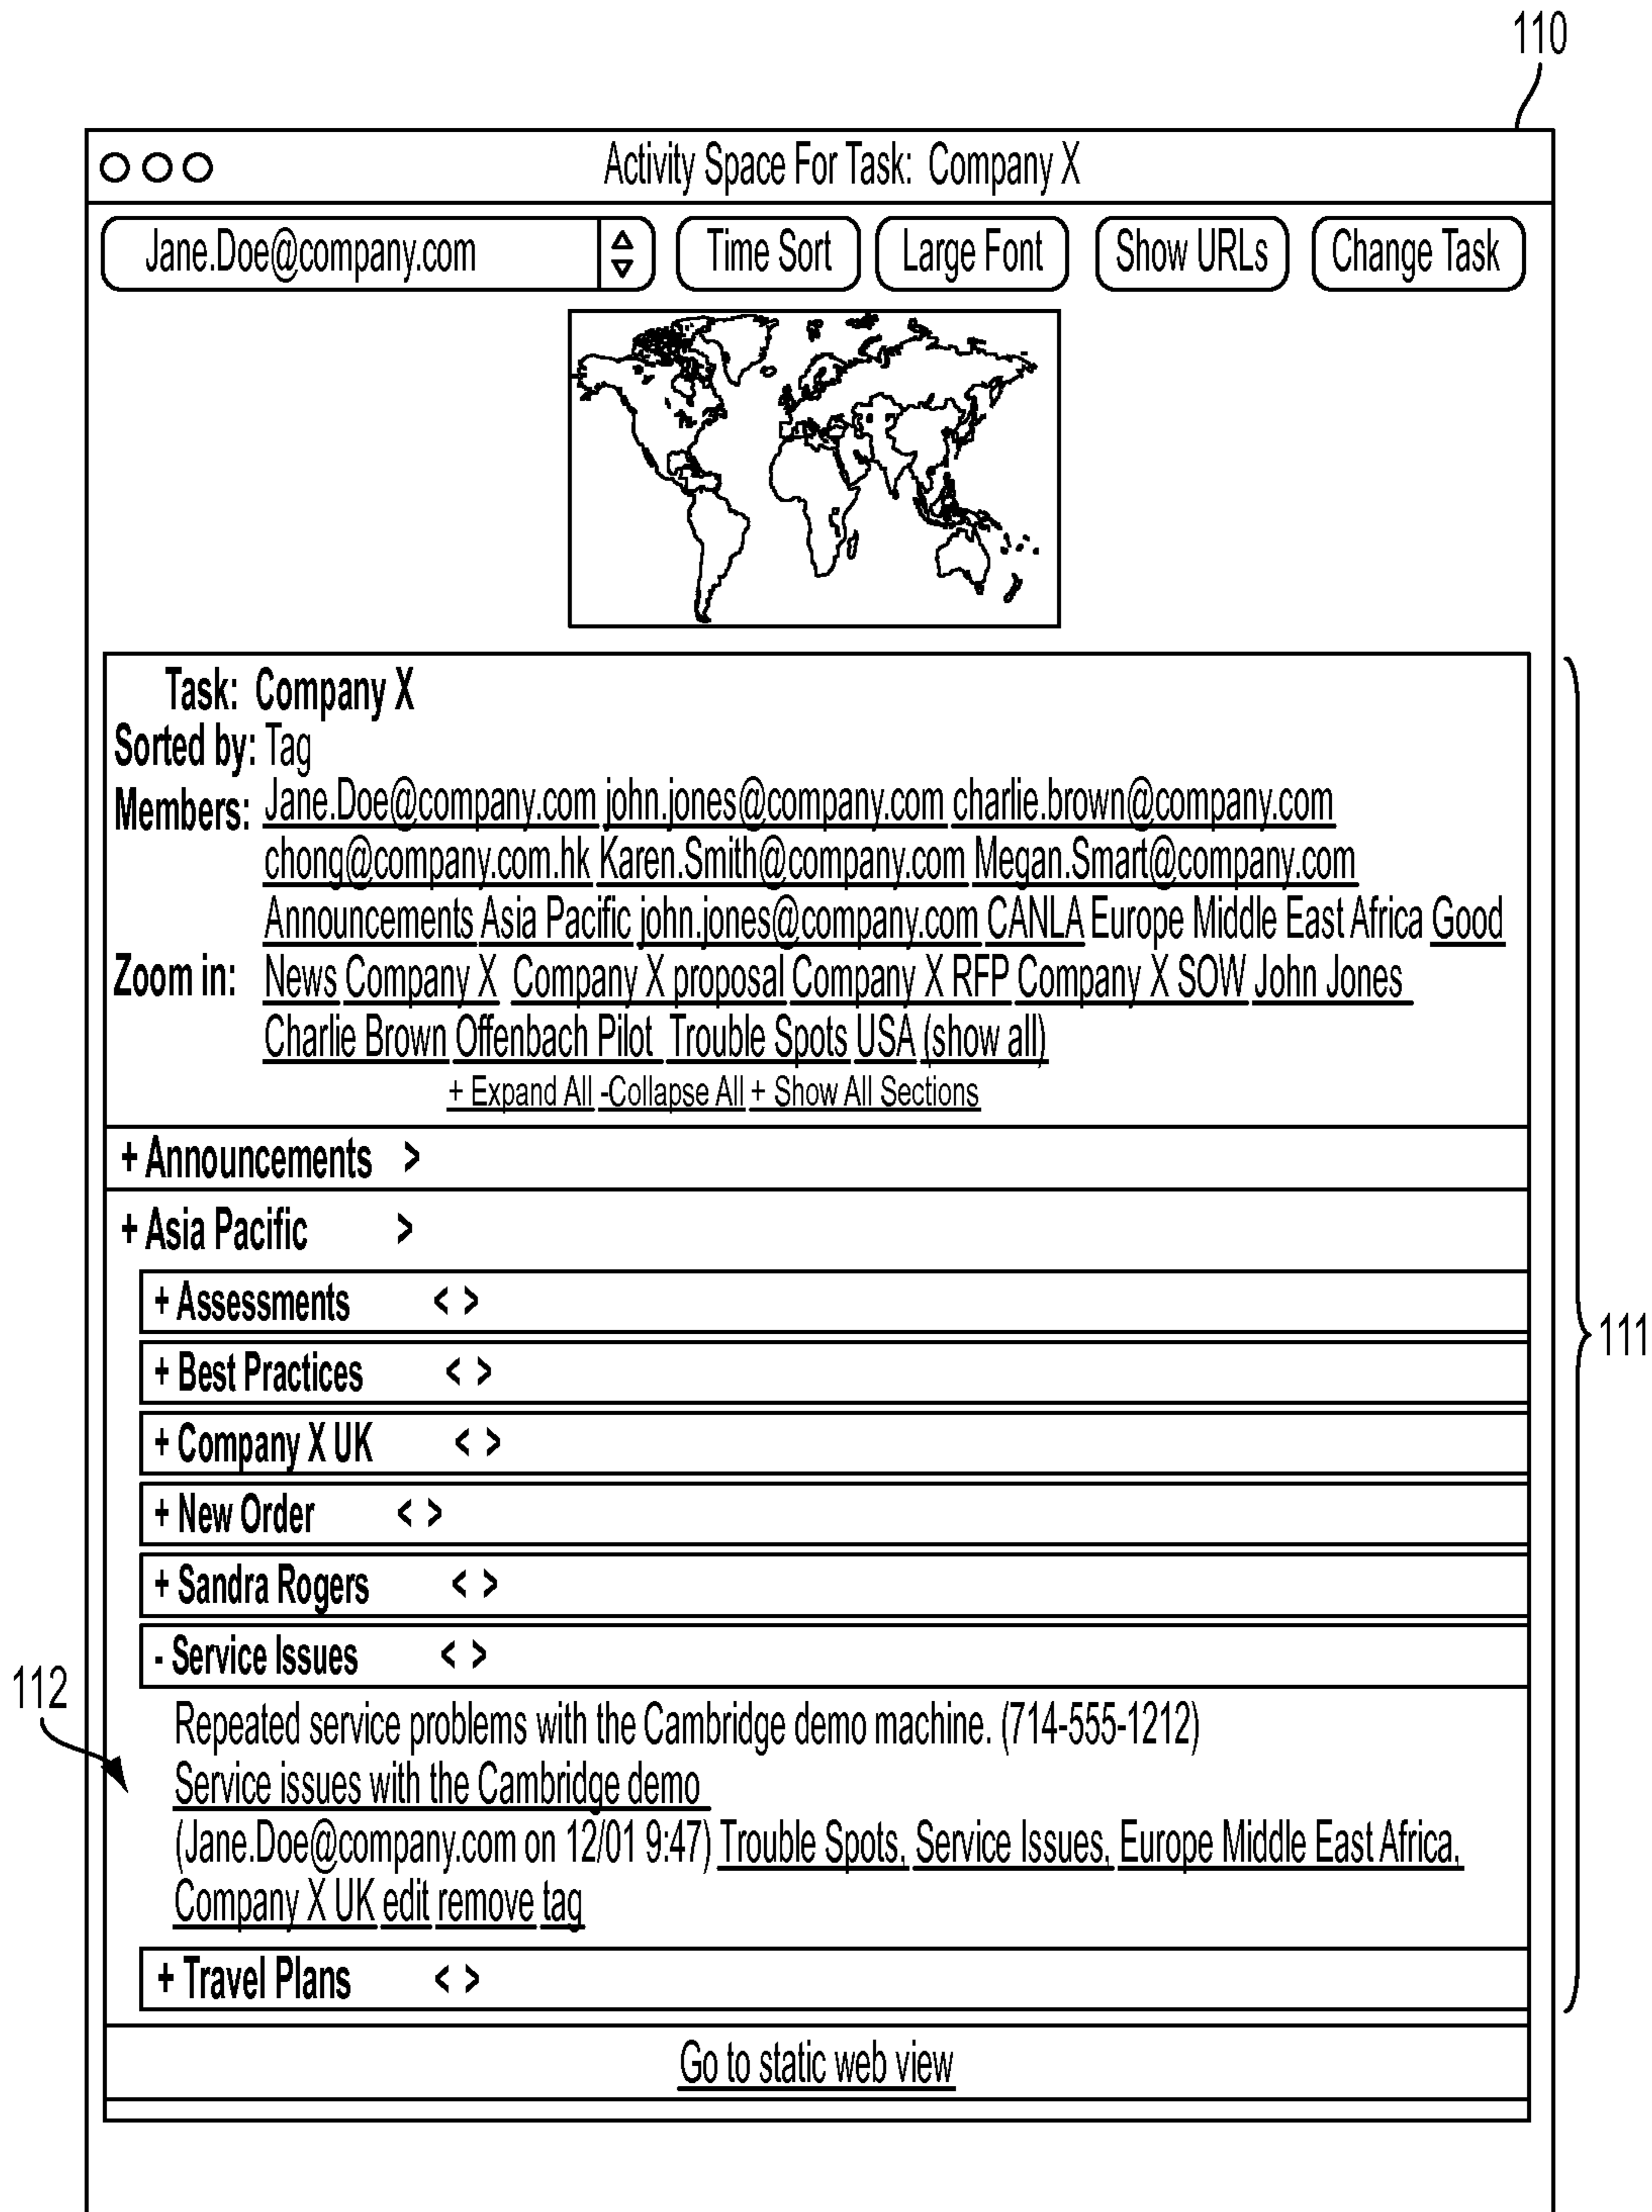 110
Activity Space For Task: Company X
Jane.Doe@company.com Time Sort Large Font Show URLs Change Task
Task: Company X
Sorted by: Tag
Members: Jane.Doe@company.com john.jones@company.com charlie.brown@company.com
chong@company.com.hk Karen.Smith@company.com Megan.Smart@company.com
Announcements Asia Pacific john.jones@company.com CANLA Europe Middle East Africa Good
Zoom in: News Company X Company X proposal Company X RFP Company X SOW John Jones
Charlie Brown Offenbach Pilot Trouble Spots USA (show all)
+ Expand All -Collapse All + Show All Sections
+ Announcements >
+ Asia Pacific >
+ Assessments < >
+ Best Practices < >
111
+ Company X UK < >
+ New Order < >
+ Sandra Rogers < >
- Service Issues < >
112
Repeated service problems with the Cambridge demo machine. (714-555-1212)
Service issues with the Cambridge demo
(Jane.Doe@company.com on 12/01 9:47) Trouble Spots, Service Issues, Europe Middle East Africa,
Company X UK edit remove tag
+ Travel Plans < >
Go to static web view